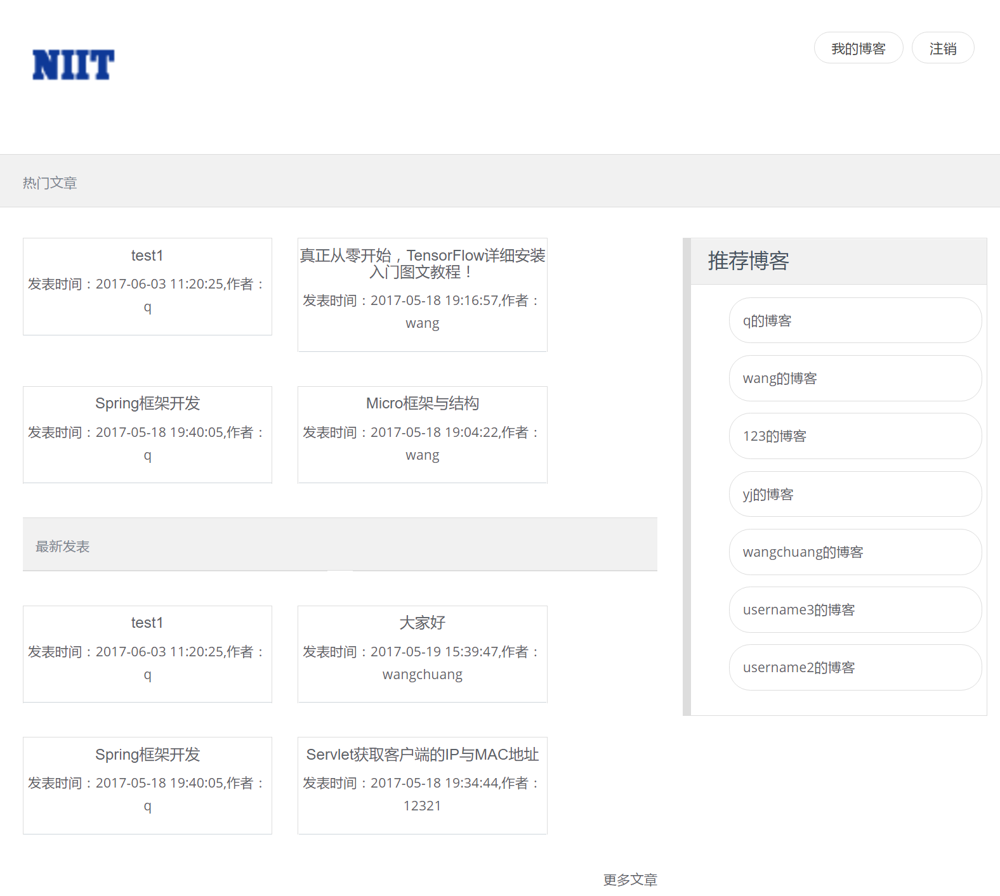 NIIT
我的博客
注销
热门文章
test1
发表时间：2017-06-03 11:20:25,作者：
q
真正从零开始，TensorFlow详细安装
入门图文教程！
发表时间：2017-05-18 19:16:57,作者：
wang
Spring框架开发
发表时间：2017-05-18 19:40:05,作者：
q
Micro框架与结构
发表时间：2017-05-18 19:04:22,作者：
wang
最新发表
test1
发表时间：2017-06-03 11:20:25,作者：
q
大家好
发表时间：2017-05-19 15:39:47,作者：
wangchuang
Spring框架开发
发表时间：2017-05-18 19:40:05,作者：
q
Servlet获取客户端的IP与MAC地址
发表时间：2017-05-18 19:34:44,作者：
12321
更多文章
推荐博客
q的博客
wang的博客
123的博客
yj的博客
wangchuang的博客
username3的博客
username2的博客